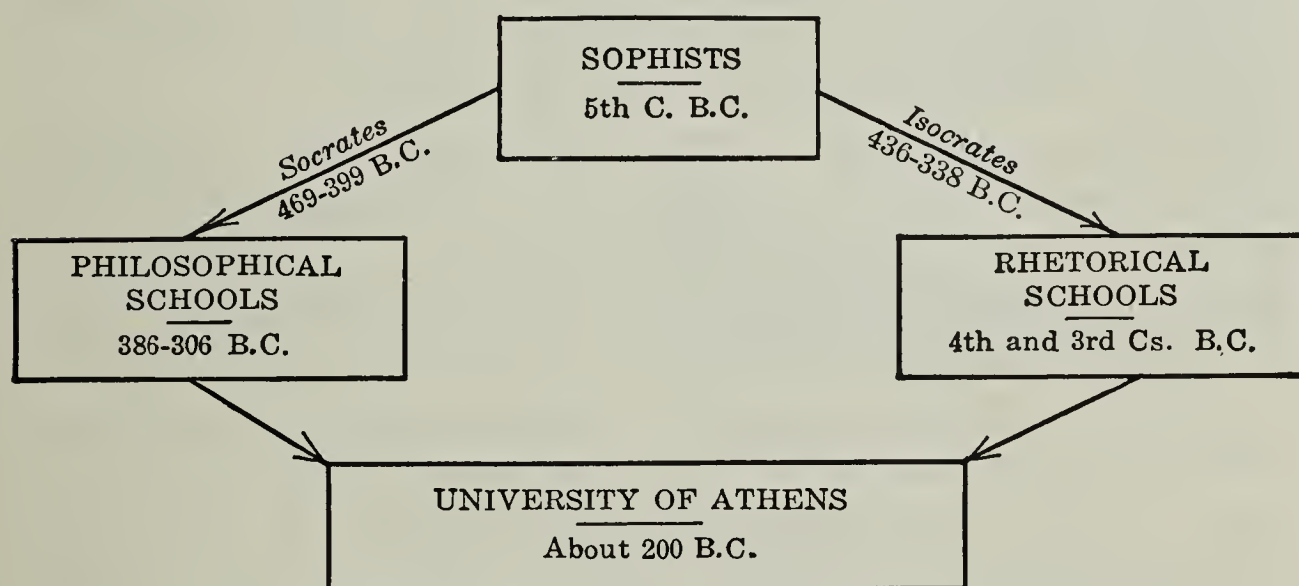 SOPHISTS
5th C. B.C.
Socrates
469-399 B.C.
Isocrates
436-338 B.C.
PHILOSOPHICAL
SCHOOLS
386-306 B.C.
RHETORICAL
SCHOOLS
4th and 3rd Cs. B.C.
UNIVERSITY OF ATHENS
About 200 B.C.